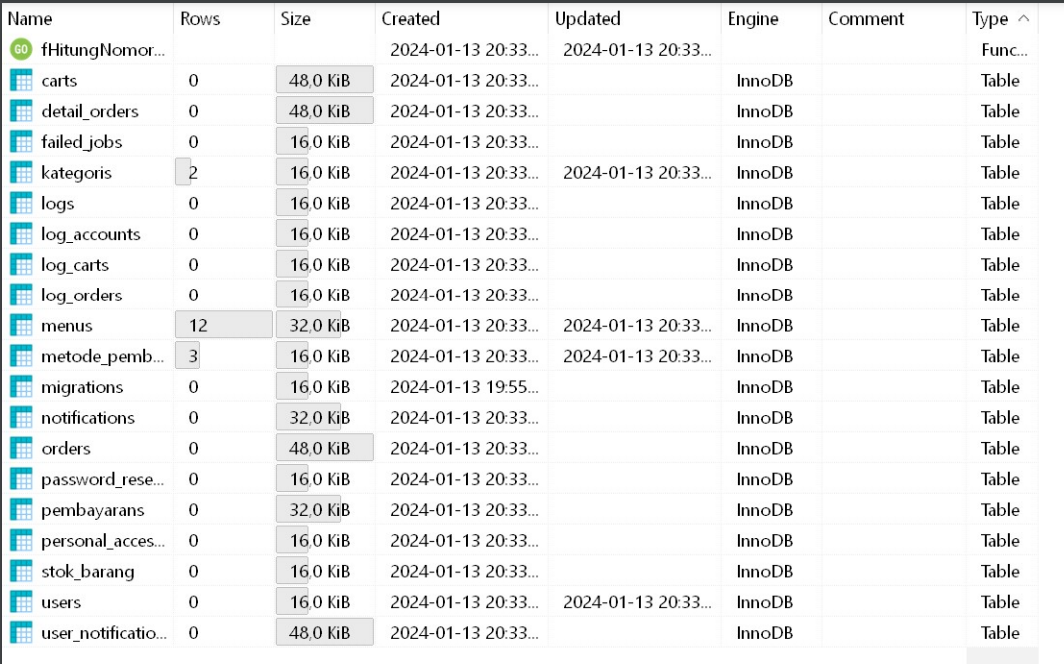 Name Rows Size Created Updated Engine Comment Type
GO fHitungNomor... 2024-01-13 20:33... 2024-01-13 20:33... Func...
carts 0 48,0 KiB 2024-01-13 20:33... InnoDB Table
detail_orders 0 48,0 KiB 2024-01-13 20:33... InnoDB Table
failed_jobs 0 16,0 KiB 2024-01-13 20:33... InnoDB Table
kategoris 2 16,0 KiB 2024-01-13 20:33... 2024-01-13 20:33... InnoDB Table
logs 0 16,0 KiB 2024-01-13 20:33... InnoDB Table
log_accounts 0 16,0 KiB 2024-01-13 20:33... InnoDB Table
log_carts 0 16,0 KiB 2024-01-13 20:33... InnoDB Table
log_orders 0 16,0 KiB 2024-01-13 20:33... InnoDB Table
menus 12 32,0 KiB 2024-01-13 20:33... 2024-01-13 20:33... InnoDB Table
metode_pemb... 3 16,0 KiB 2024-01-13 20:33... 2024-01-13 20:33... InnoDB Table
migrations 0 16,0 KiB 2024-01-13 19:55... InnoDB Table
notifications 0 32,0 KiB 2024-01-13 20:33... InnoDB Table
orders 0 48,0 KiB 2024-01-13 20:33... InnoDB Table
password_rese... 0 16,0 KiB 2024-01-13 20:33... InnoDB Table
pembayarans 0 32,0 KiB 2024-01-13 20:33... InnoDB Table
personal_acces... 0 16,0 KiB 2024-01-13 20:33... InnoDB Table
stok_barang 0 16,0 KiB 2024-01-13 20:33... InnoDB Table
users 0 16,0 KiB 2024-01-13 20:33... 2024-01-13 20:33... InnoDB Table
user_notificatio... 0 48,0 KiB 2024-01-13 20:33... InnoDB Table